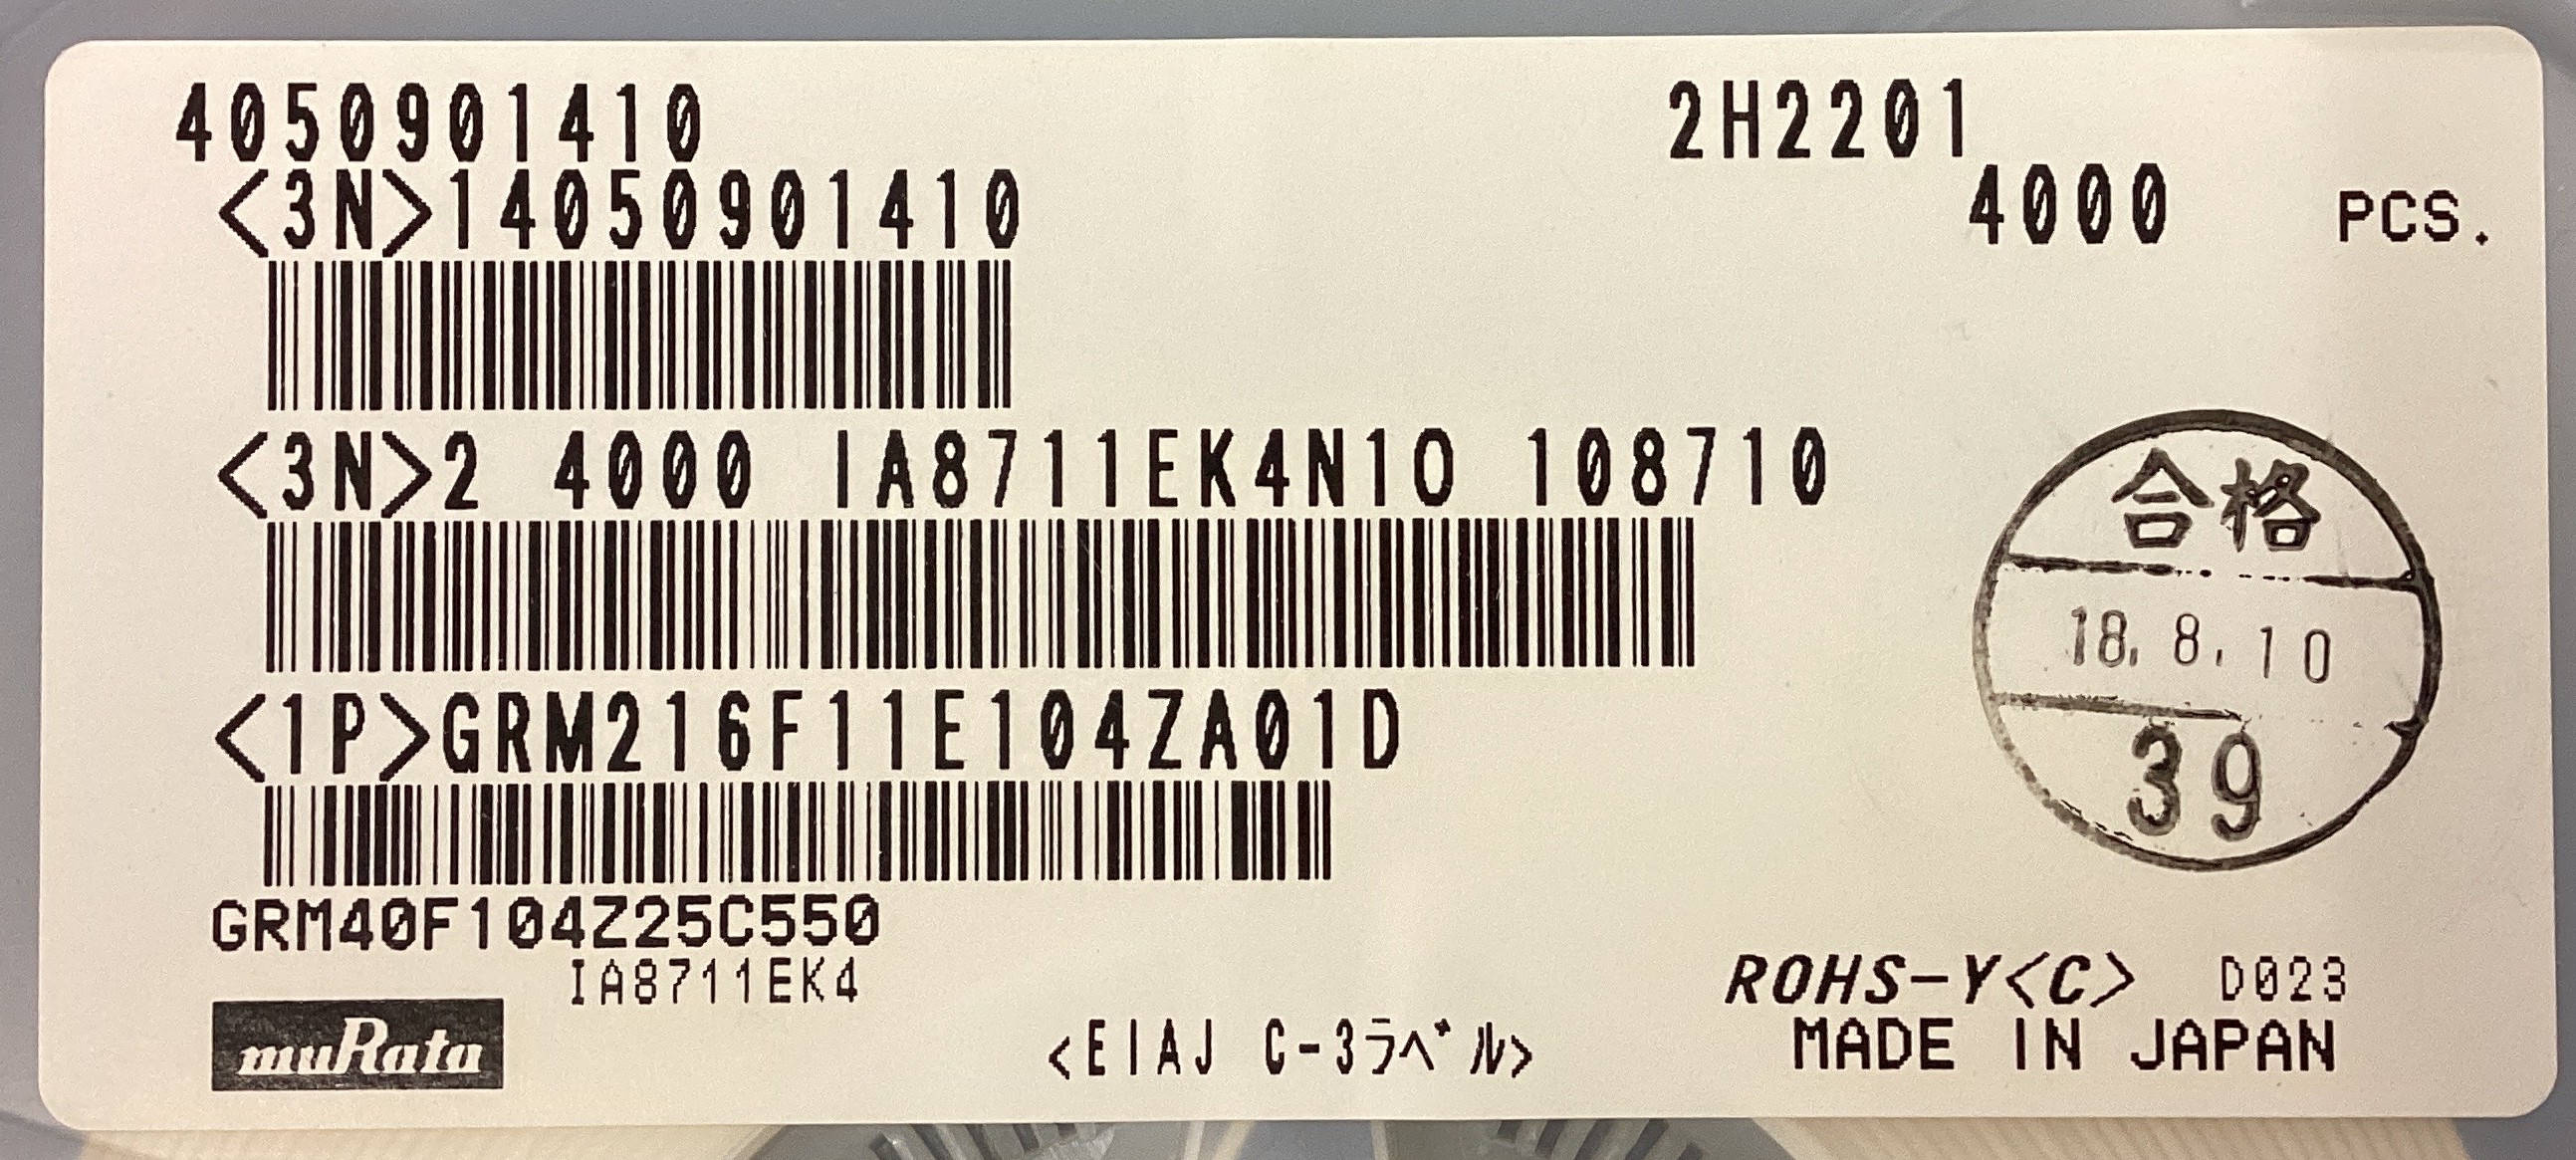 4050901410
2H2201
<3N>14050901410
4000 PCS.
<3N>2 4000 IA8711EK4N1O 108710
合格
18. 8. 10
39
<1P>GRM216F11E104ZA01D
GRM40F104Z25C550
IA8711EK4
ROHS-Y<C> D023
muRata
<EIAJ C-3ラベル>
MADE IN JAPAN